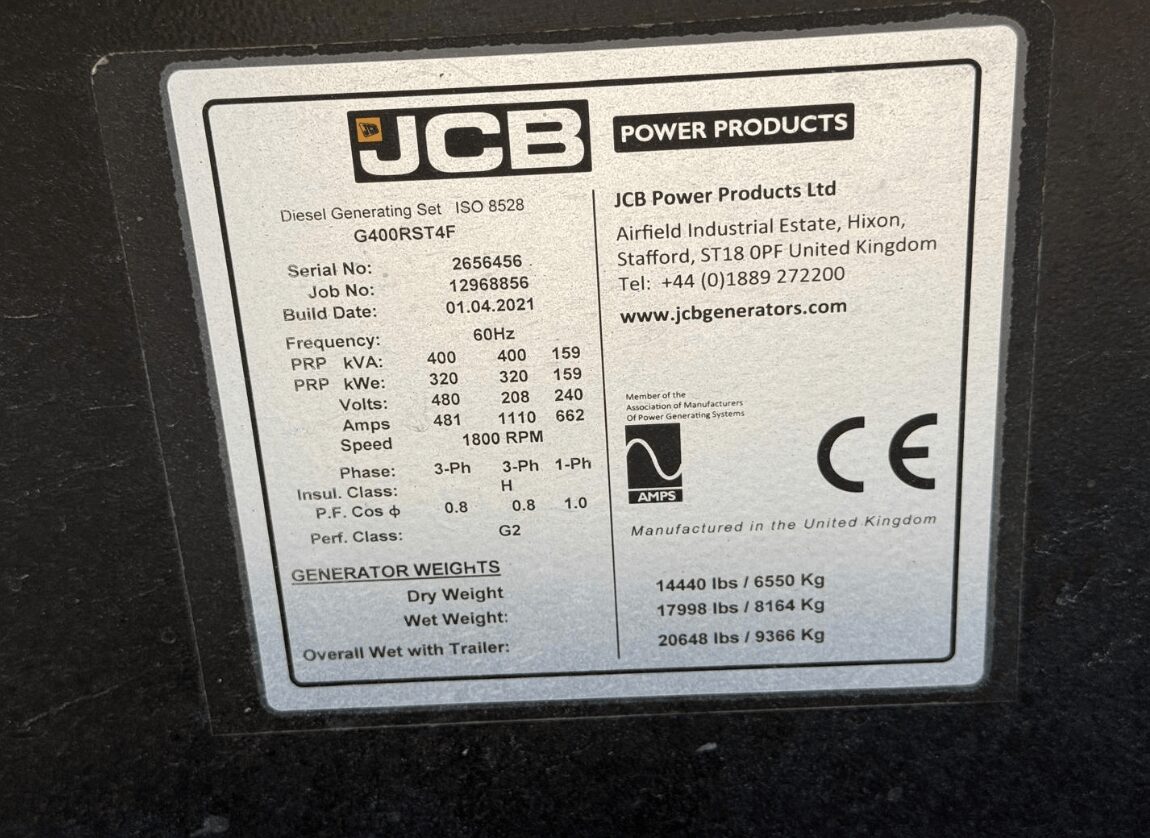 JCB POWER PRODUCTS
Diesel Generating Set ISO 8528
G400RST4F
Serial No: 2656456
Job No: 12968856
Build Date: 01.04.2021
Frequency: 60Hz
PRP kVA: 400 400 159
PRP kWe: 320 320 159
Volts: 480 208 240
Amps 481 1110 662
Speed 1800 RPM
Phase: 3-Ph 3-Ph 1-Ph
Insul. Class: H
P.F. Cos ϕ 0.8 0.8 1.0
Perf. Class: G2
JCB Power Products Ltd
Airfield Industrial Estate, Hixon,
Stafford, ST18 0PF United Kingdom
Tel: +44 (0)1889 272200
www.jcbgenerators.com
Member of the
Association of Manufacturers
Of Power Generating Systems
AMPS
CE
Manufactured in the United Kingdom
GENERATOR WEIGHTS
Dry Weight 14440 lbs / 6550 Kg
Wet Weight: 17998 lbs / 8164 Kg
Overall Wet with Trailer: 20648 lbs / 9366 Kg